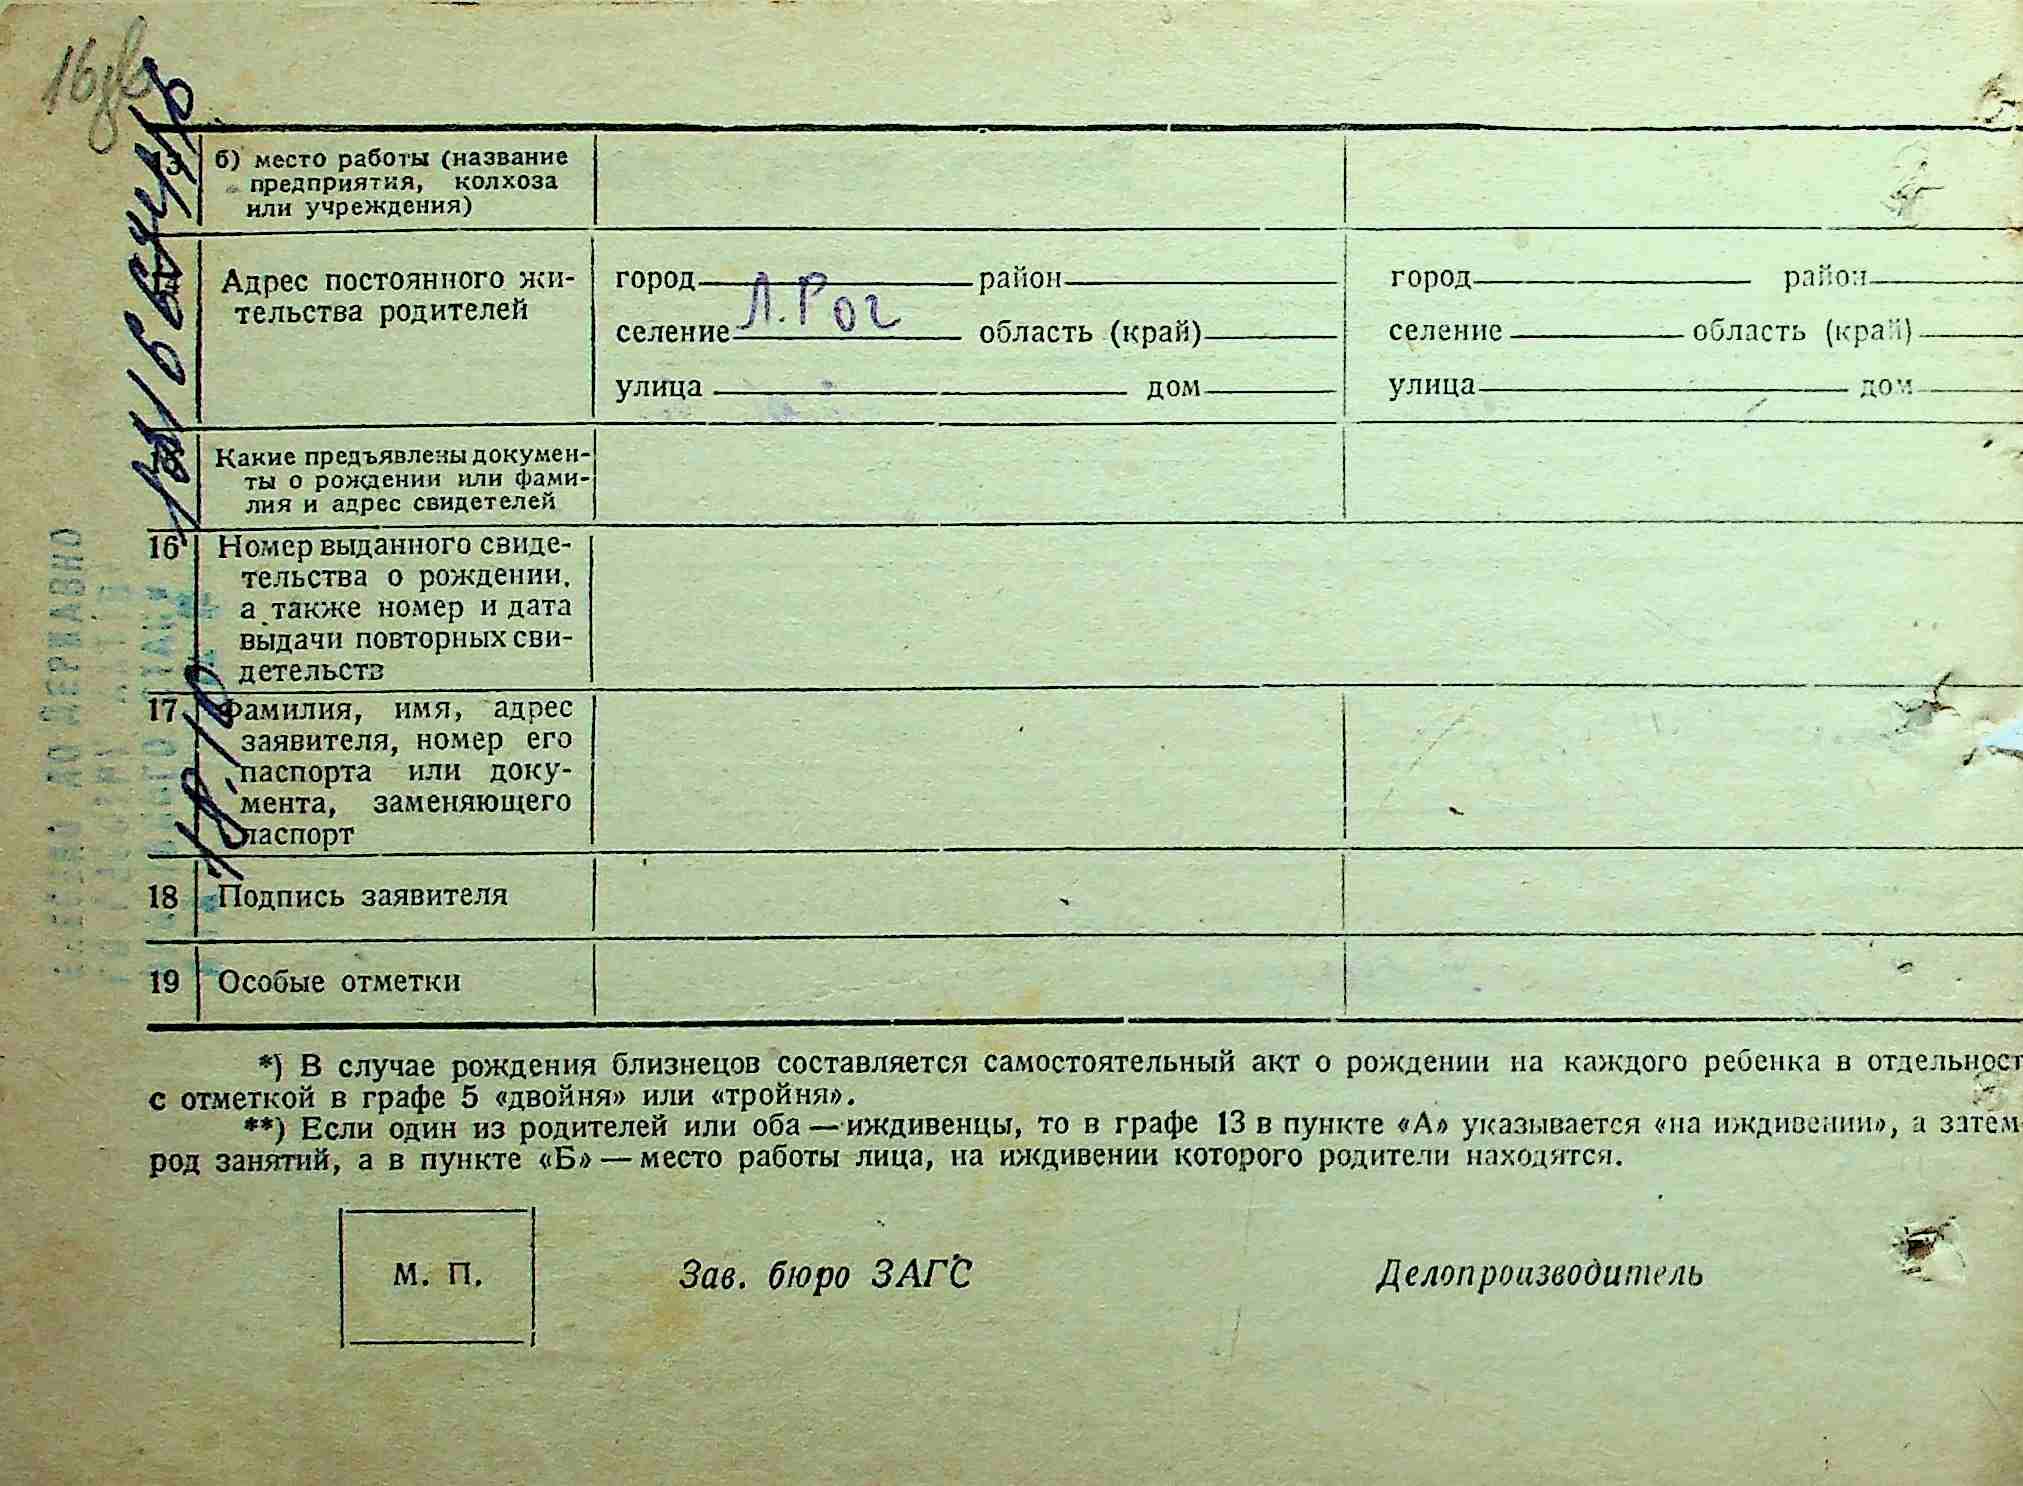 13 б) место работы (название
предприятия, колхоза
или учреждения)
Адрес постоянного жи-
тельства родителей
город район город район
Л. Рог
селение область (край) селение область (край)
улица дом улица дом
Какие предъявлены докумен-
ты о рождении или фами-
лия и адрес свидетелей
16 Номер выданного свиде-
тельства о рождении,
а также номер и дата
выдачи повторных сви-
детельств
17 Фамилия, имя, адрес
заявителя, номер его
паспорта или доку-
мента, заменяющего
паспорт
18 Подпись заявителя
19 Особые отметки
*) В случае рождения близнецов составляется самостоятельный акт о рождении на каждого ребенка в отдельност
с отметкой в графе 5 «двойня» или «тройня».
**) Если один из родителей или оба — иждивенцы, то в графе 13 в пункте «А» указывается «на иждивении», а затем
род занятий, а в пункте «Б» — место работы лица, на иждивении которого родители находятся.
М. П. Зав. бюро ЗАГС Делопроизводитель